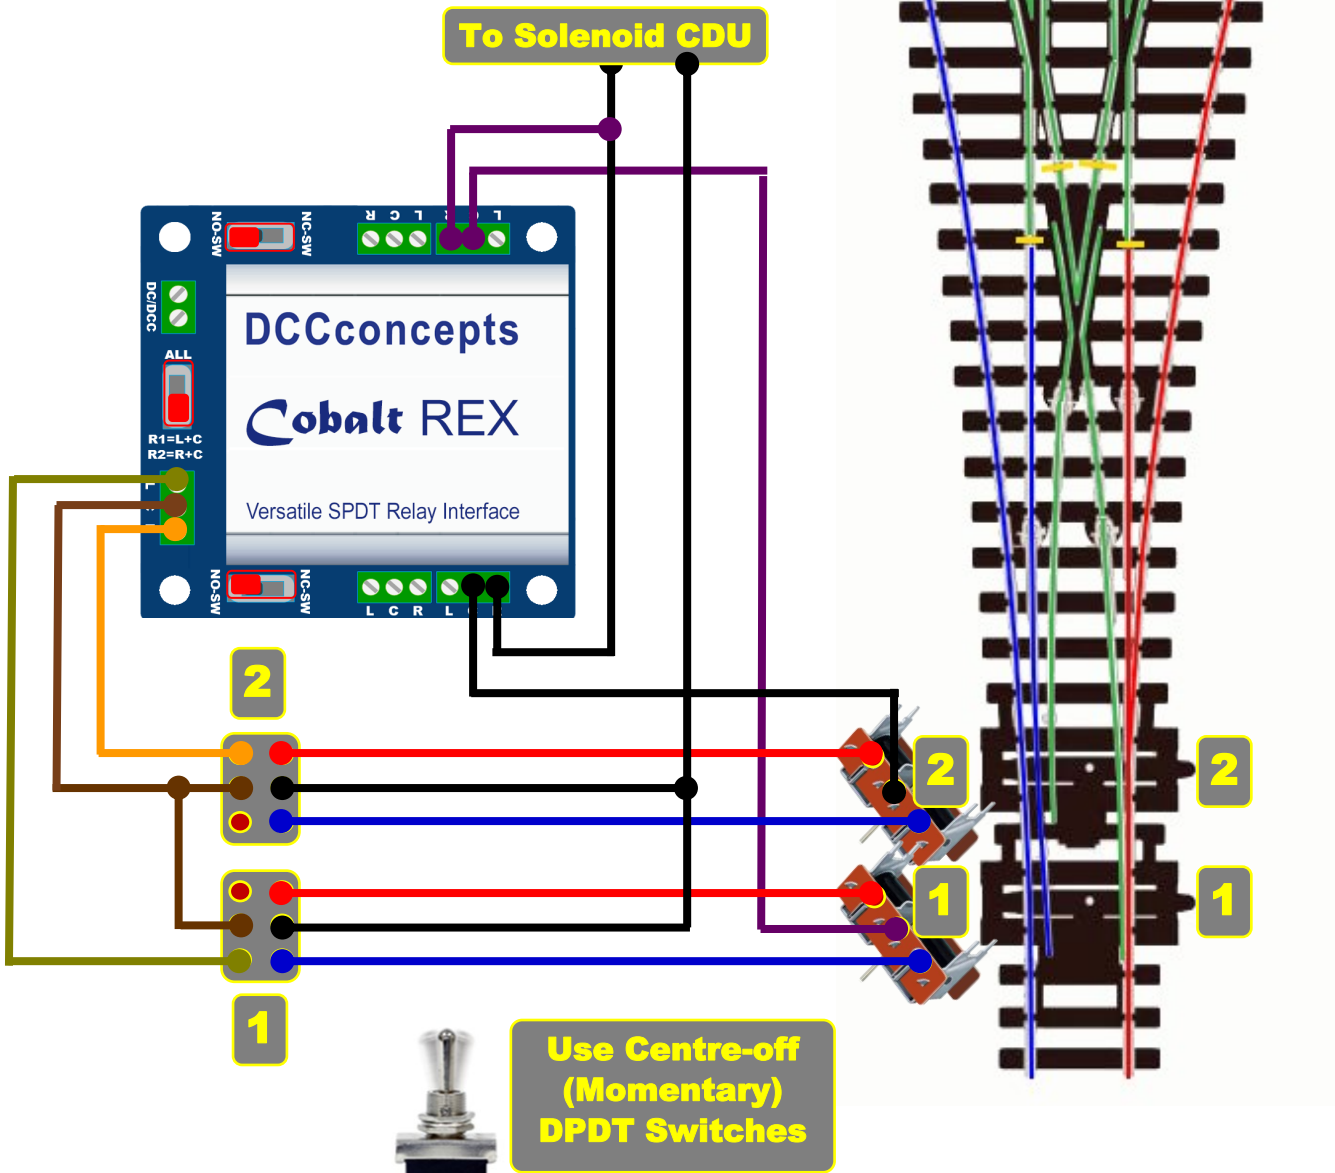 To Solenoid CDU
NO-SW
NC-SW
R C L
L
DC/DCC
ALL
R1=L+C
R2=R+C
L
DCCconcepts
Cobalt REX
Versatile SPDT Relay Interface
NO-SW
NC-SW
L C R
L
2
2
2
1
1
1
Use Centre-off
(Momentary)
DPDT Switches